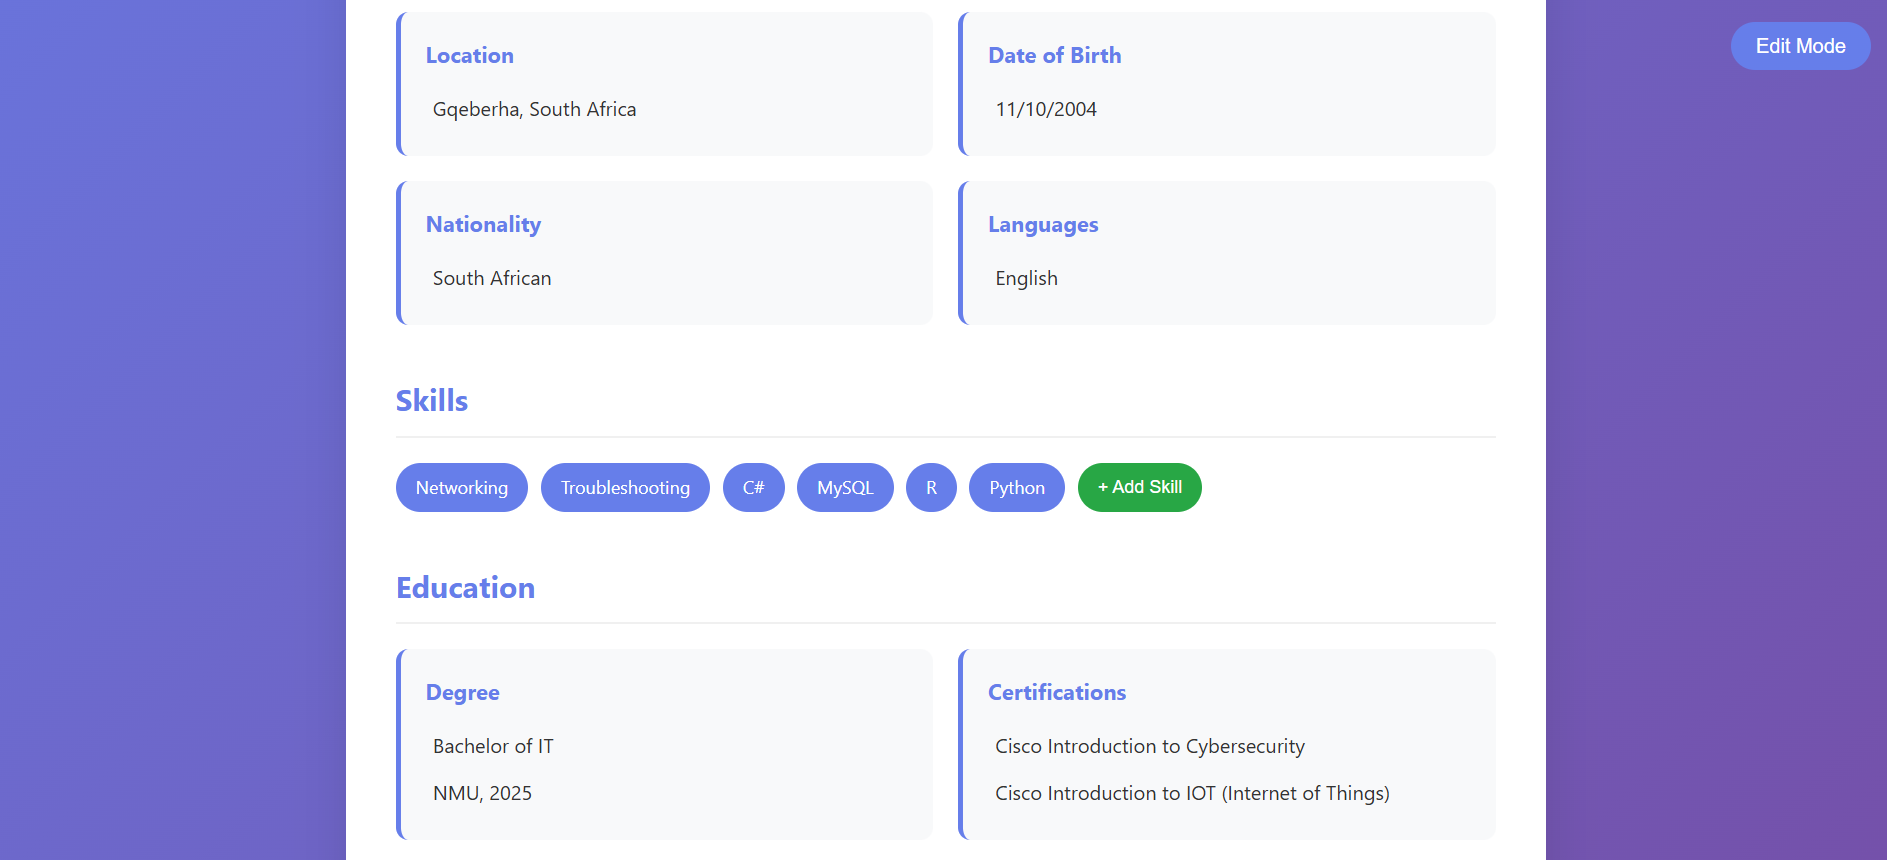 Edit Mode
Location
Gqeberha, South Africa
Date of Birth
11/10/2004
Nationality
South African
Languages
English
Skills
Networking Troubleshooting C# MySQL R Python + Add Skill
Education
Degree
Bachelor of IT
NMU, 2025
Certifications
Cisco Introduction to Cybersecurity
Cisco Introduction to IOT (Internet of Things)